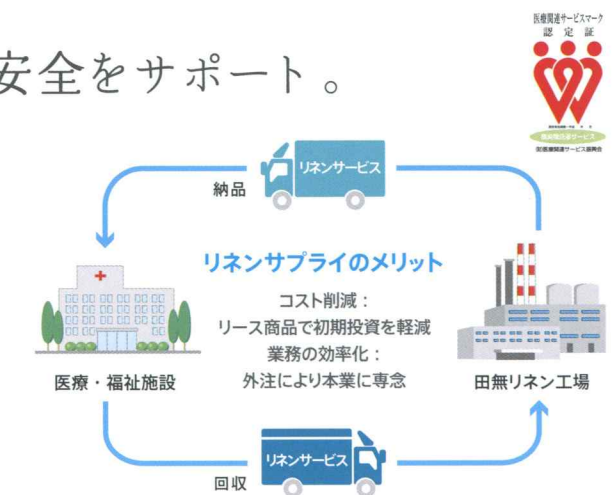 医療関連サービスマーク
認定証
安全をサポート。
(財)医療関連サービス振興会
リネンサービス
納品
リネンサプライのメリット
コスト削減：
リース商品で初期投資を軽減
業務の効率化：
外注により本業に専念
医療・福祉施設
田無リネン工場
リネンサービス
回収